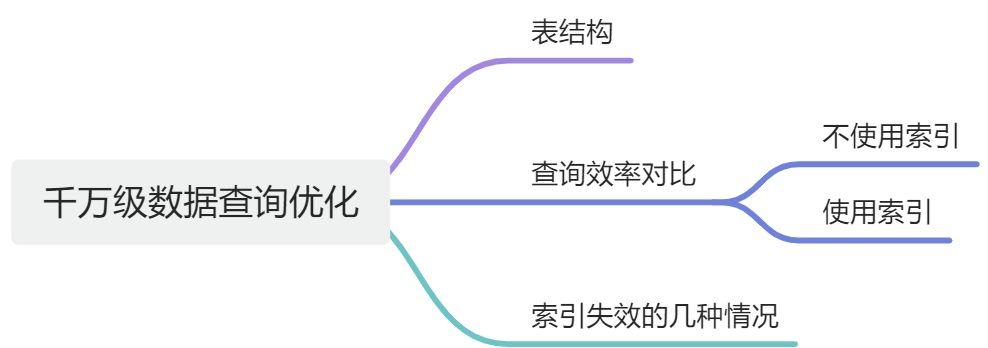 千万级数据查询优化
表结构
查询效率对比
不使用索引
使用索引
索引失效的几种情况